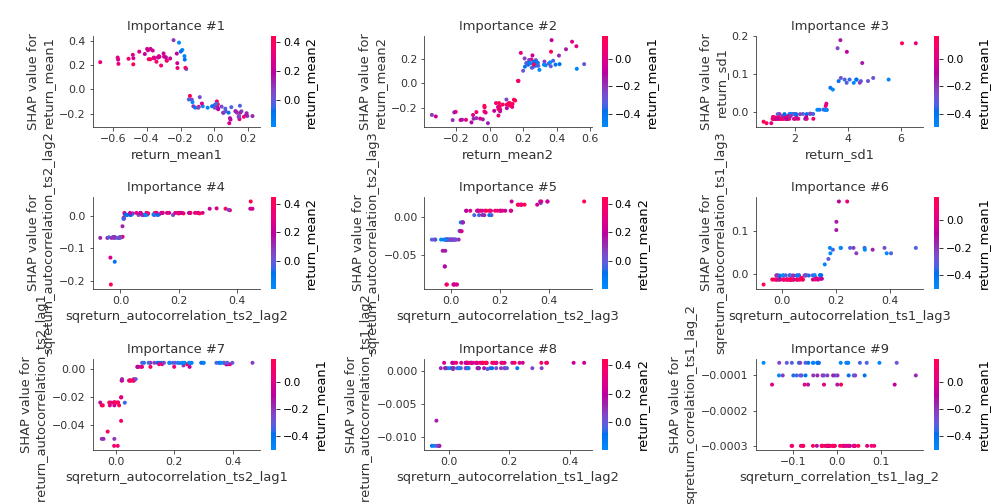 Importance #1
SHAP value for
return_mean1
0.4
0.2
0.0
−0.2
−0.6
−0.4
−0.2
0.0
0.2
return_mean1
0.4
0.2
0.0
return_mean2
Importance #2
SHAP value for
return_mean2
0.4
0.2
0.0
−0.2
−0.2
0.0
0.2
0.4
0.6
return_mean2
0.0
−0.2
−0.4
return_mean1
Importance #3
SHAP value for
return_sd1
0.2
0.1
0.0
2
4
6
return_sd1
0.0
−0.2
−0.4
return_mean1
Importance #4
SHAP value for
sqreturn_autocorrelation_ts2_lag2
0.0
−0.1
−0.2
0.0
0.2
0.4
sqreturn_autocorrelation_ts2_lag2
0.4
0.2
0.0
return_mean2
Importance #5
SHAP value for
sqreturn_autocorrelation_ts2_lag3
0.00
−0.05
0.0
0.2
0.4
sqreturn_autocorrelation_ts2_lag3
0.4
0.2
0.0
return_mean2
Importance #6
SHAP value for
sqreturn_autocorrelation_ts1_lag3
0.1
0.0
0.0
0.2
0.4
sqreturn_autocorrelation_ts1_lag3
0.0
−0.2
−0.4
return_mean1
Importance #7
SHAP value for
sqreturn_autocorrelation_ts2_lag1
0.00
−0.02
−0.04
0.0
0.2
0.4
sqreturn_autocorrelation_ts2_lag1
0.0
−0.2
−0.4
return_mean1
Importance #8
SHAP value for
sqreturn_autocorrelation_ts1_lag2
0.000
−0.005
−0.010
0.0
0.2
0.4
sqreturn_autocorrelation_ts1_lag2
0.4
0.2
0.0
return_mean2
Importance #9
SHAP value for
sqreturn_correlation_ts1_lag_2
−0.0001
−0.0002
−0.0003
−0.1
0.0
0.1
sqreturn_correlation_ts1_lag_2
0.0
−0.2
−0.4
return_mean1